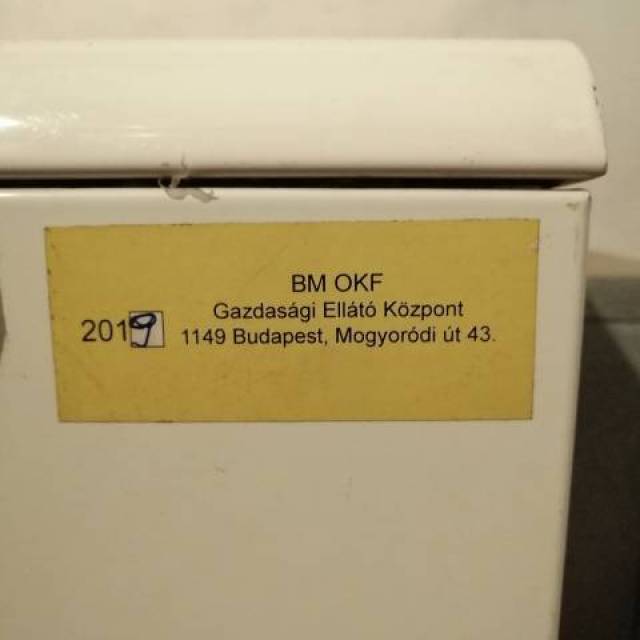 BM OKF
Gazdasági Ellátó Központ
2019 1149 Budapest, Mogyoródi út 43.